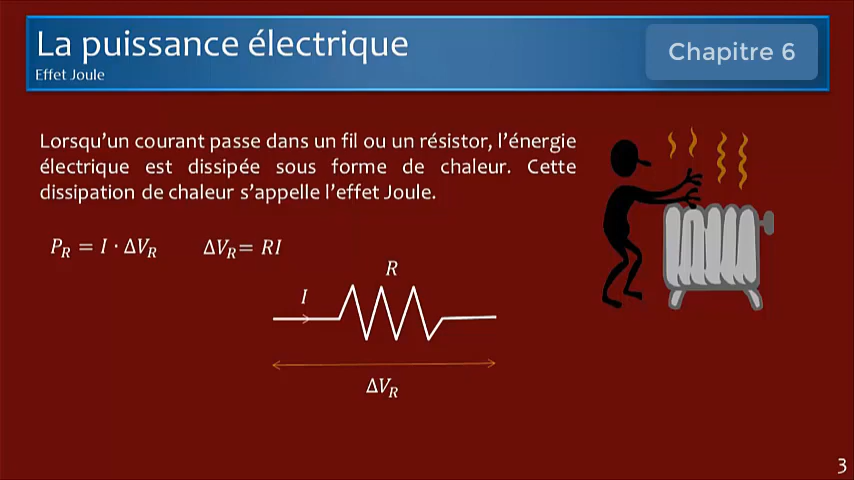 La puissance électrique
Effet Joule
Chapitre 6
Lorsqu'un courant passe dans un fil ou un résistor, l'énergie
électrique est dissipée sous forme de chaleur. Cette
dissipation de chaleur s'appelle l'effet Joule.
P_R = I · ΔV_R ΔV_R = RI
R
I
ΔV_R
3